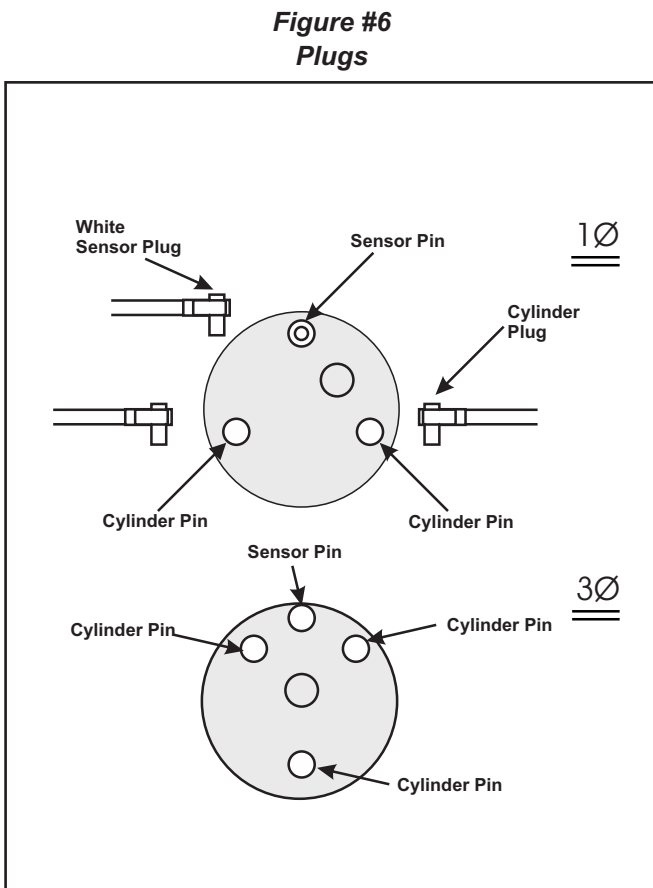 Figure #6
Plugs
White
Sensor Plug
Sensor Pin
1Ø
Cylinder
Plug
Cylinder Pin
Cylinder Pin
Sensor Pin
3Ø
Cylinder Pin
Cylinder Pin
Cylinder Pin